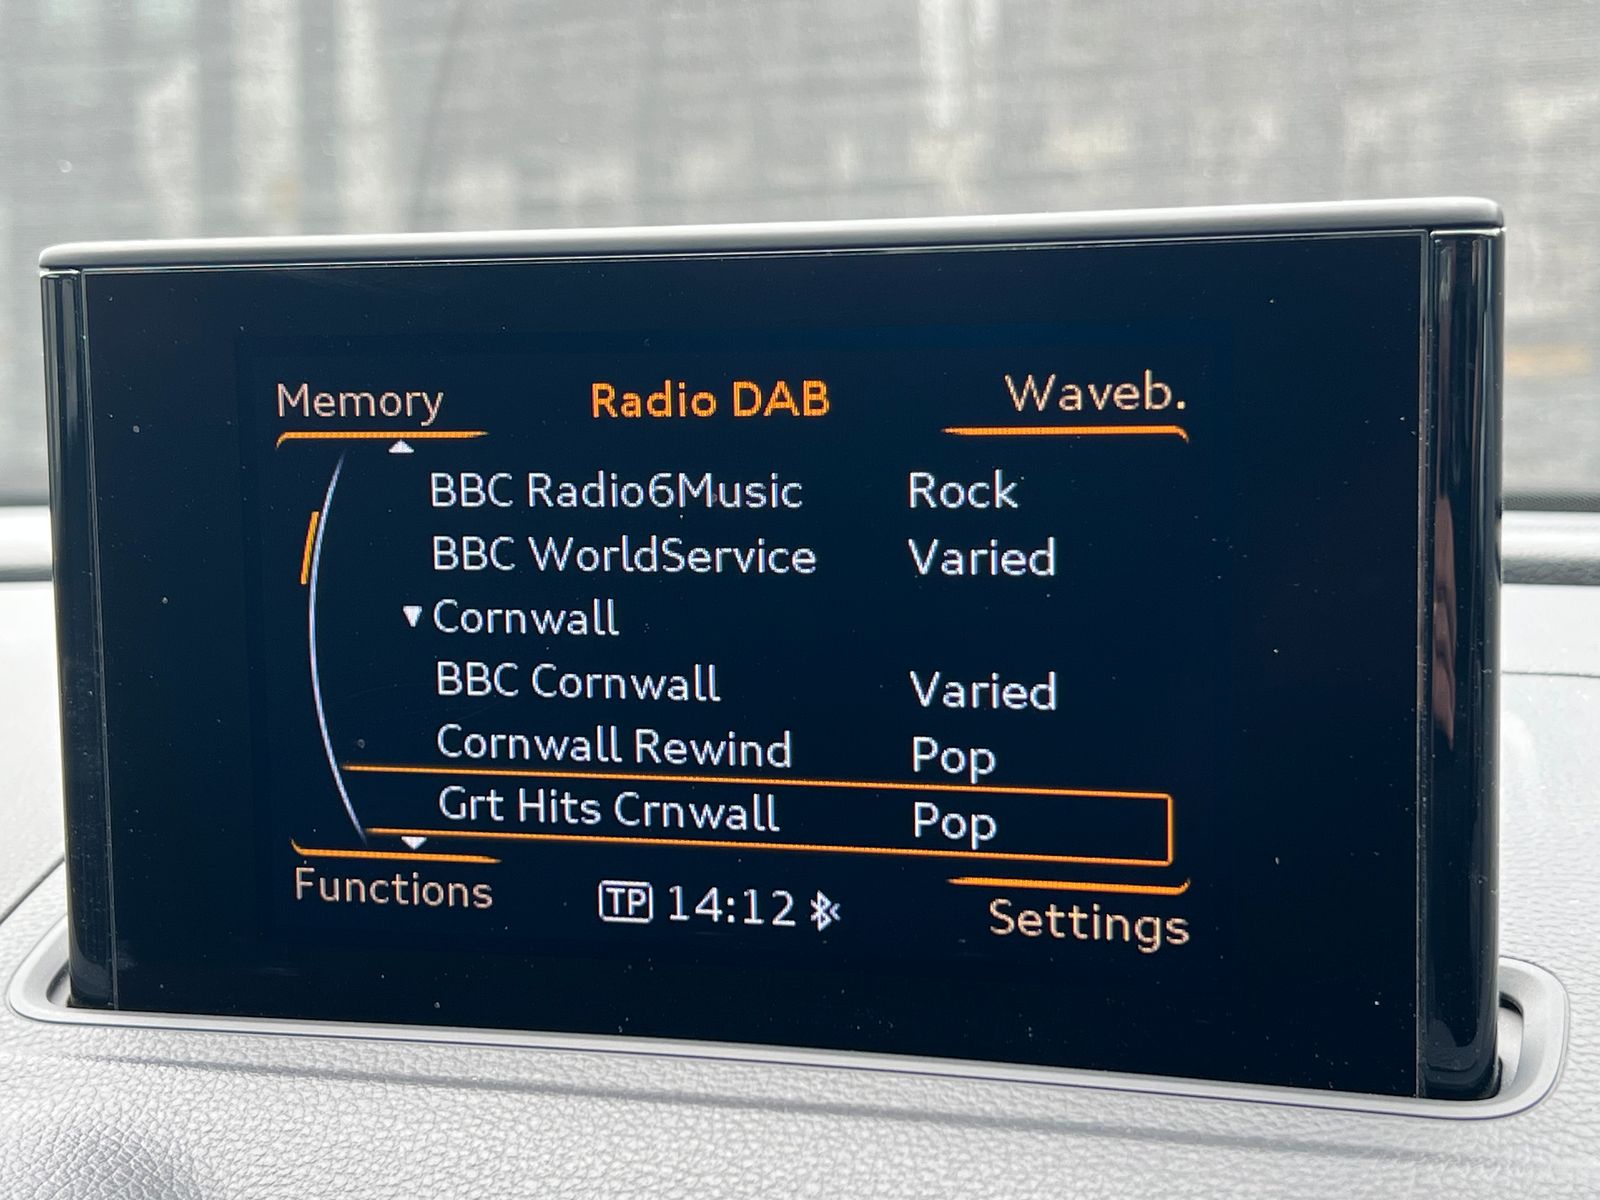 Memory Radio DAB Waveb.
BBC Radio6Music Rock
BBC WorldService Varied
Cornwall
BBC Cornwall Varied
Cornwall Rewind Pop
Grt Hits Crnwall Pop
Functions TP 14:12 Settings